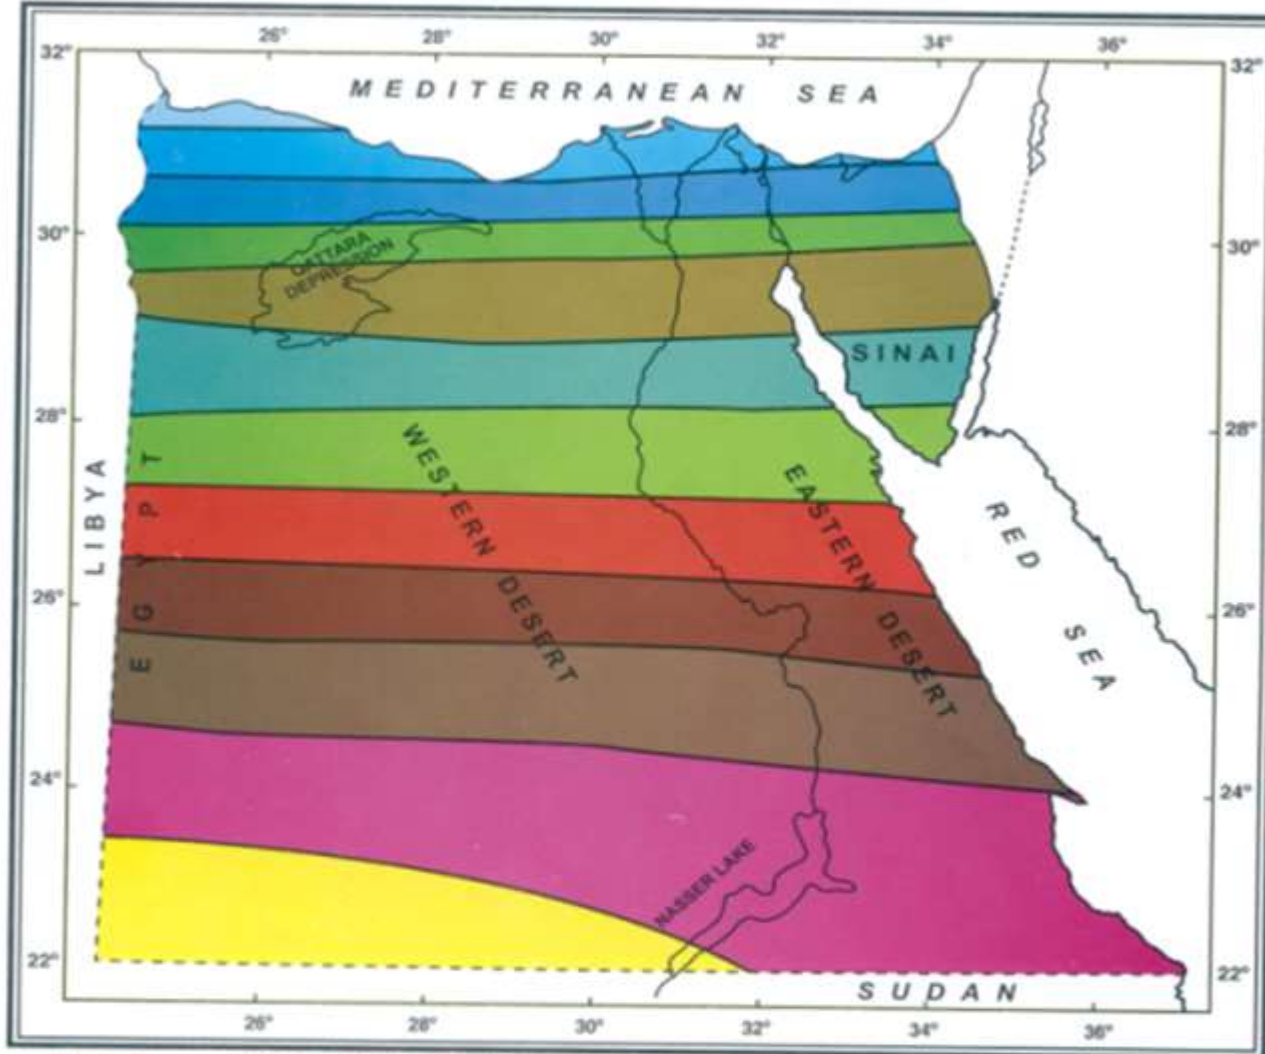 26° 28° 30° 32° 34° 36°
32° 32°
MEDITERRANEAN SEA
30° 30°
QATTARA
DEPRESSION
SINAI
28° 28°
LIBYA
EGYPT
WESTERN DESERT
EASTERN DESERT
RED SEA
26° 26°
24° 24°
NASSER LAKE
22° 22°
SUDAN
26° 28° 30° 32° 34° 36°